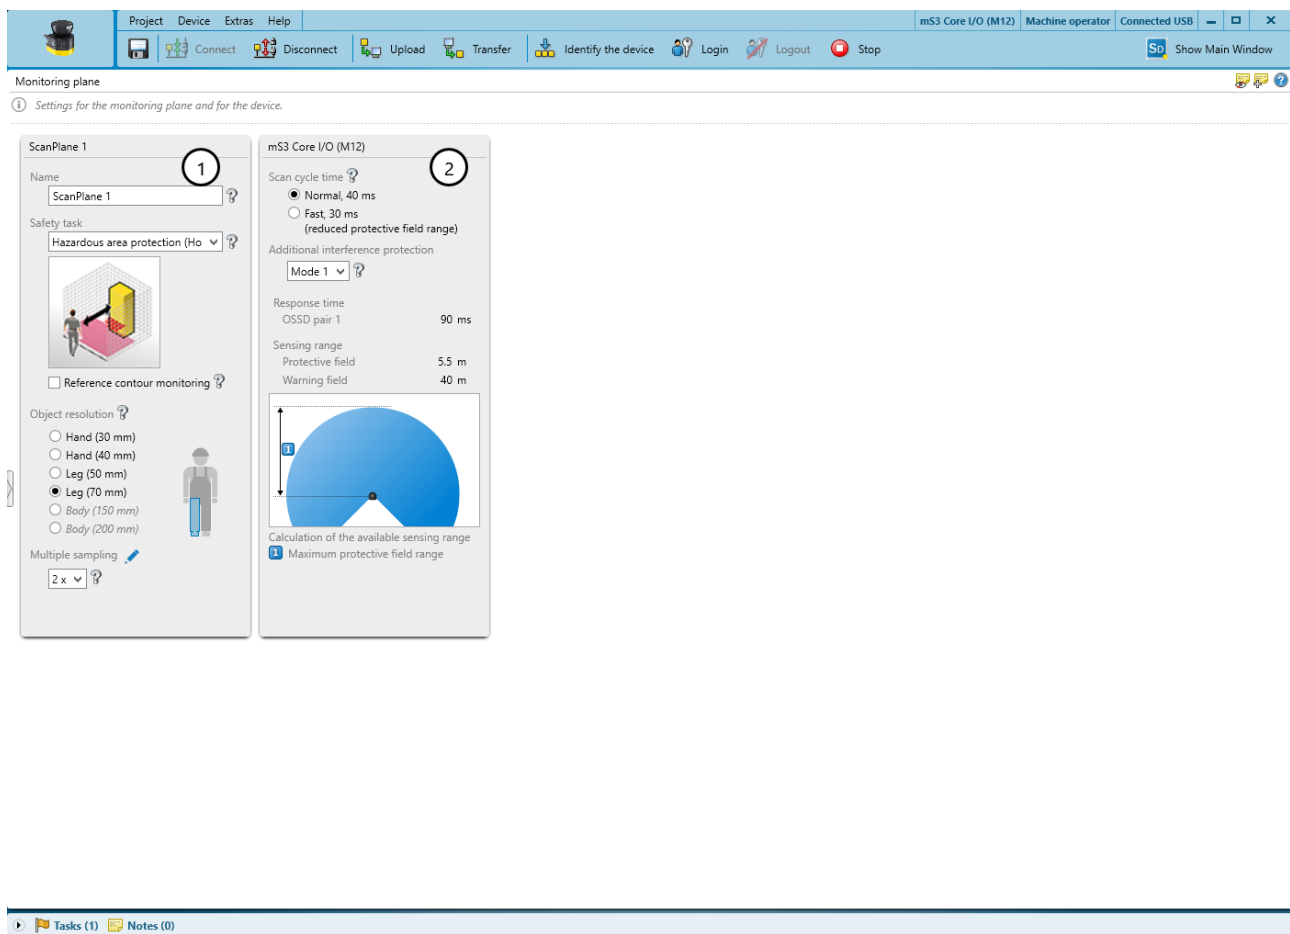 Project Device Extras Help
mS3 Core I/O (M12) Machine operator Connected USB
Connect Disconnect Upload Transfer Identify the device Login Logout Stop
SD Show Main Window
Monitoring plane
Settings for the monitoring plane and for the device.
ScanPlane 1
1
Name
ScanPlane 1
Safety task
Hazardous area protection (Ho
Reference contour monitoring
Object resolution
Hand (30 mm)
Hand (40 mm)
Leg (50 mm)
Leg (70 mm)
Body (150 mm)
Body (200 mm)
Multiple sampling
2 x
mS3 Core I/O (M12)
2
Scan cycle time
Normal, 40 ms
Fast, 30 ms
(reduced protective field range)
Additional interference protection
Mode 1
Response time
OSSD pair 1 90 ms
Sensing range
Protective field 5.5 m
Warning field 40 m
1
Calculation of the available sensing range
1 Maximum protective field range
Tasks (1) Notes (0)